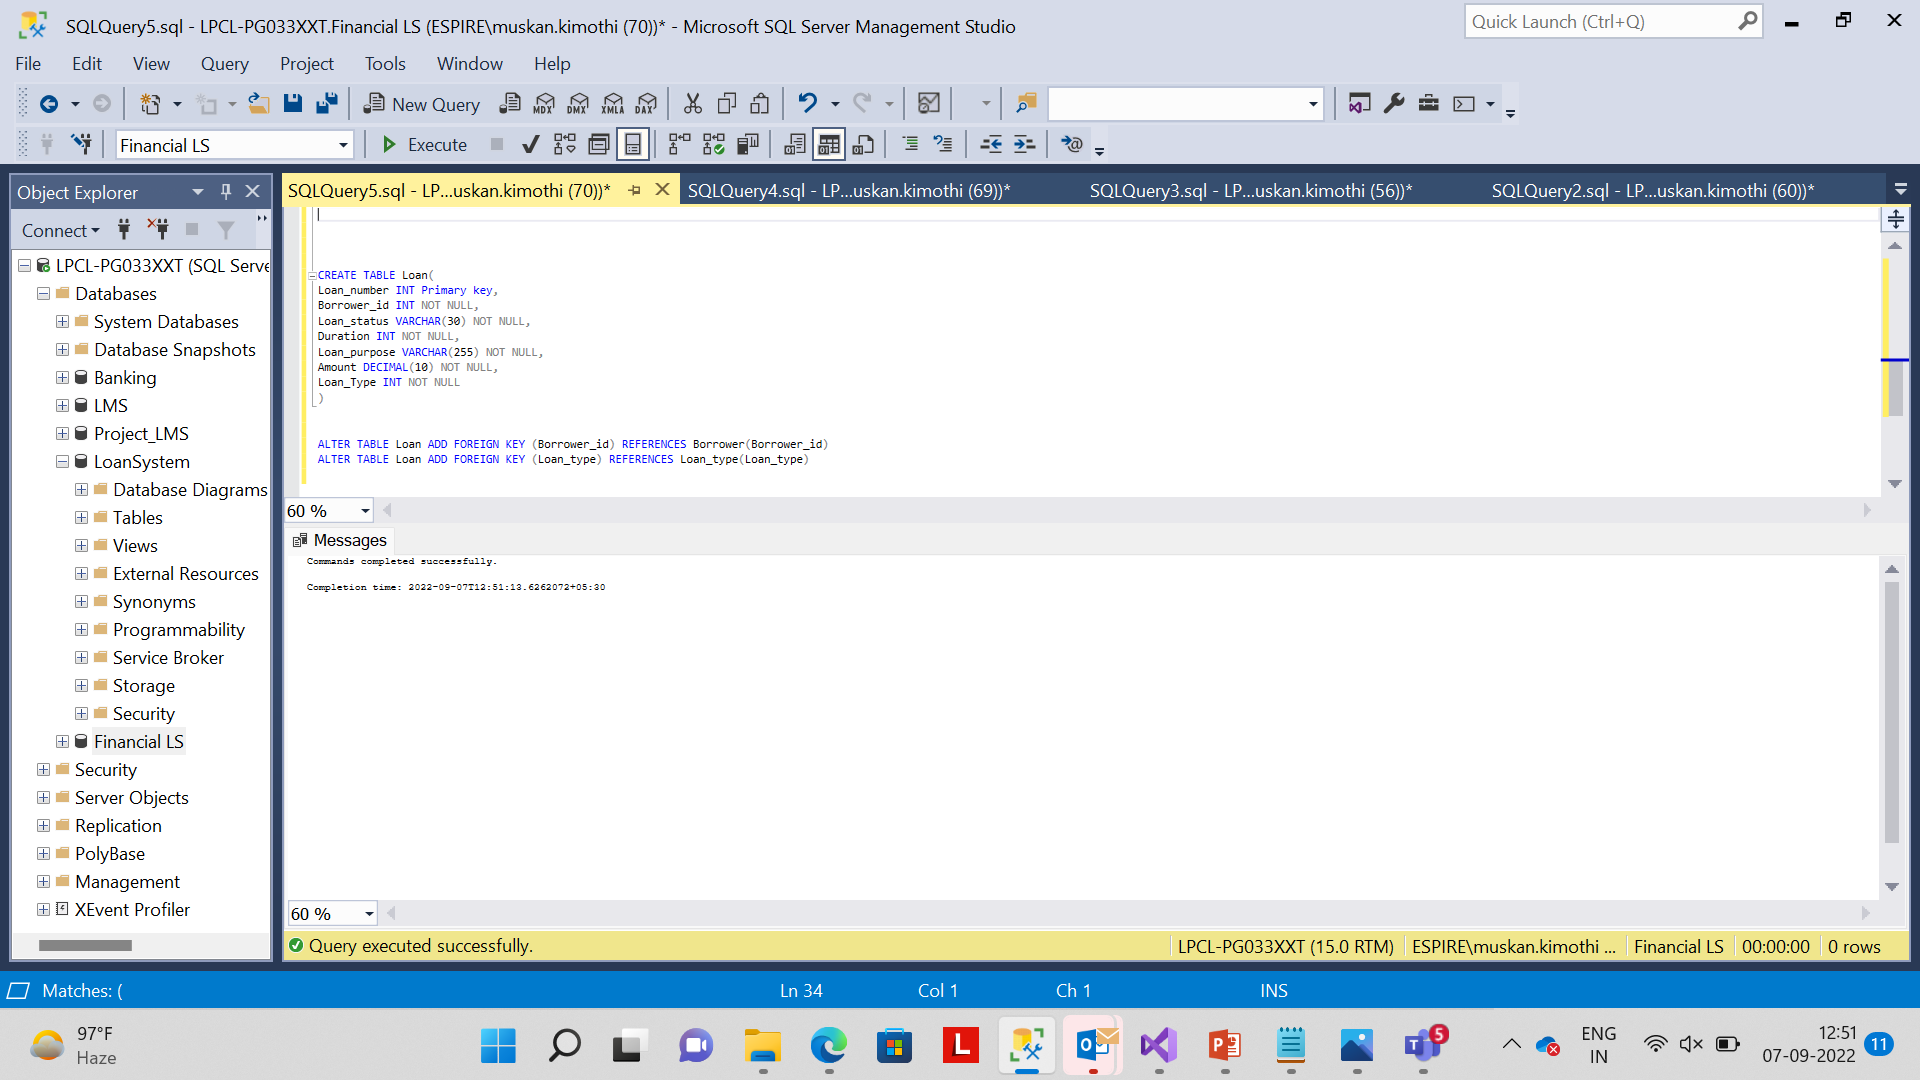 SQLQuery5.sql - LPCL-PG033XXT.Financial LS (ESPIRE\muskan.kimothi (70))* - Microsoft SQL Server Management Studio
Quick Launch (Ctrl+Q)
File Edit View Query Project Tools Window Help
New Query MDX DMX XMLA DAX
Financial LS Execute
Object Explorer
SQLQuery5.sql - LP...uskan.kimothi (70))* SQLQuery4.sql - LP...uskan.kimothi (69))* SQLQuery3.sql - LP...uskan.kimothi (56))* SQLQuery2.sql - LP...uskan.kimothi (60))*
Connect
LPCL-PG033XXT (SQL Serve
Databases
System Databases
Database Snapshots
Banking
LMS
Project_LMS
LoanSystem
Database Diagrams
Tables
Views
External Resources
Synonyms
Programmability
Service Broker
Storage
Security
Financial LS
Security
Server Objects
Replication
PolyBase
Management
XEvent Profiler
CREATE TABLE Loan(
Loan_number INT Primary key,
Borrower_id INT NOT NULL,
Loan_status VARCHAR(30) NOT NULL,
Duration INT NOT NULL,
Loan_purpose VARCHAR(255) NOT NULL,
Amount DECIMAL(10) NOT NULL,
Loan_Type INT NOT NULL
)
ALTER TABLE Loan ADD FOREIGN KEY (Borrower_id) REFERENCES Borrower(Borrower_id)
ALTER TABLE Loan ADD FOREIGN KEY (Loan_type) REFERENCES Loan_type(Loan_type)
60 %
Messages
Commands completed successfully.
Completion time: 2022-09-07T12:51:13.6262072+05:30
60 %
Query executed successfully. LPCL-PG033XXT (15.0 RTM) ESPIRE\muskan.kimothi ... Financial LS 00:00:00 0 rows
Matches: ( Ln 34 Col 1 Ch 1 INS
97°F
Haze
L
5
ENG
IN
12:51
07-09-2022
11